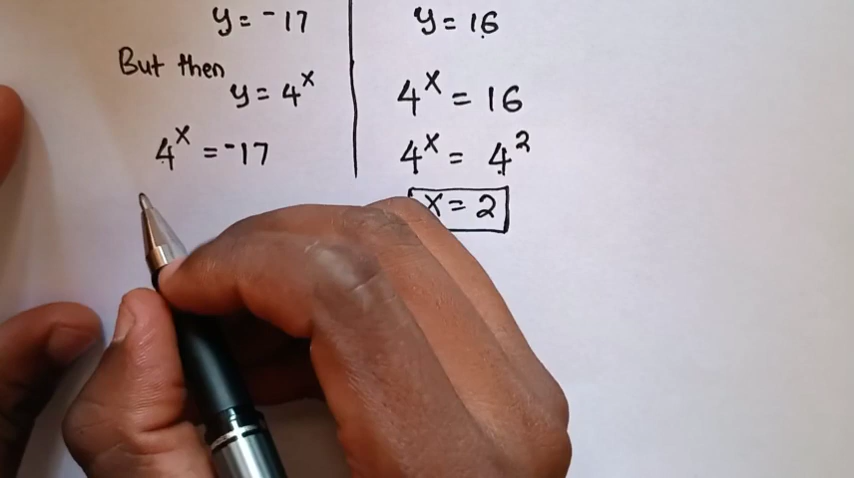 y = -17
But then
y = 4^x
4^x = -17
y = 16
4^x = 16
4^x = 4^2
x = 2